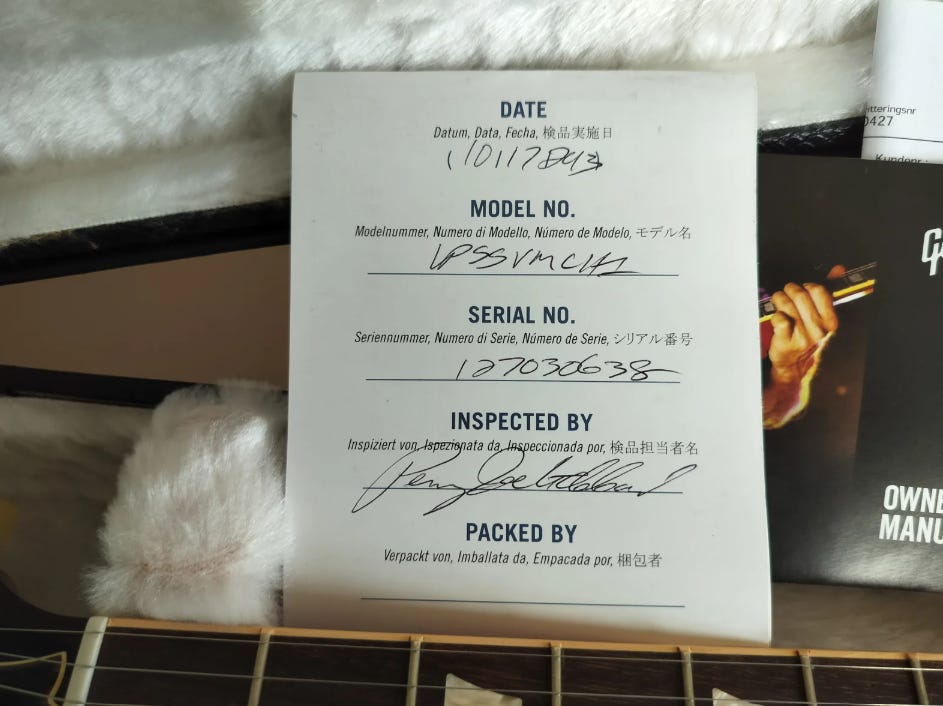 DATE
Datum, Data, Fecha, 検品実施日
MODEL NO.
Modelnummer, Numero di Modello, Número de Modelo, モデル名
LPSSVMCH1
SERIAL NO.
Seriennummer, Numero di Serie, Número de Serie, シリアル番号
127030638
INSPECTED BY
Inspiziert von, Ispezionata da, Inspeccionada por, 検品担当者名
PACKED BY
Verpackt von, Imballata da, Empacada por, 梱包者
0427
Kundenr
OWNE
MANU